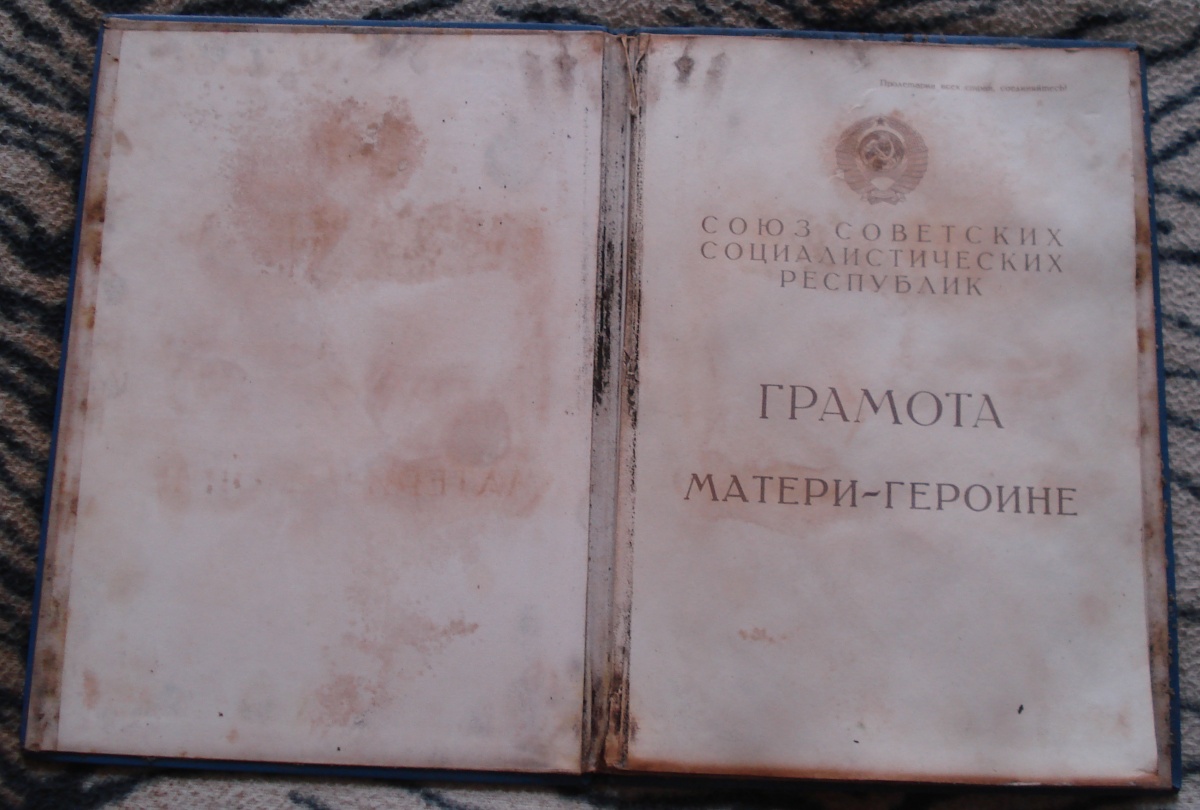 Пролетарии всех стран, соединяйтесь!
СОЮЗ СОВЕТСКИХ
СОЦИАЛИСТИЧЕСКИХ
РЕСПУБЛИК
ГРАМОТА
МАТЕРИ-ГЕРОИНЕ